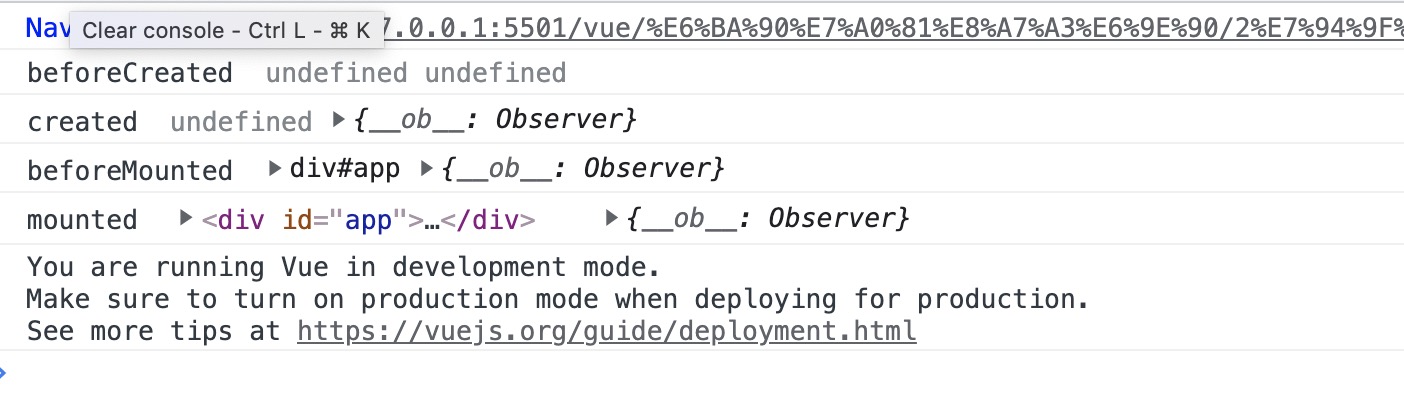 Nav
Clear console - Ctrl L - ⌘ K
7.0.0.1:5501/vue/%E6%BA%90%E7%A0%81%E8%A7%A3%E6%9E%90/2%E7%94%9F%
beforeCreated undefined undefined
created undefined ▶{__ob__: Observer}
beforeMounted ▶div#app ▶{__ob__: Observer}
mounted ▶<div id="app">…</div> ▶{__ob__: Observer}
You are running Vue in development mode.
Make sure to turn on production mode when deploying for production.
See more tips at https://vuejs.org/guide/deployment.html